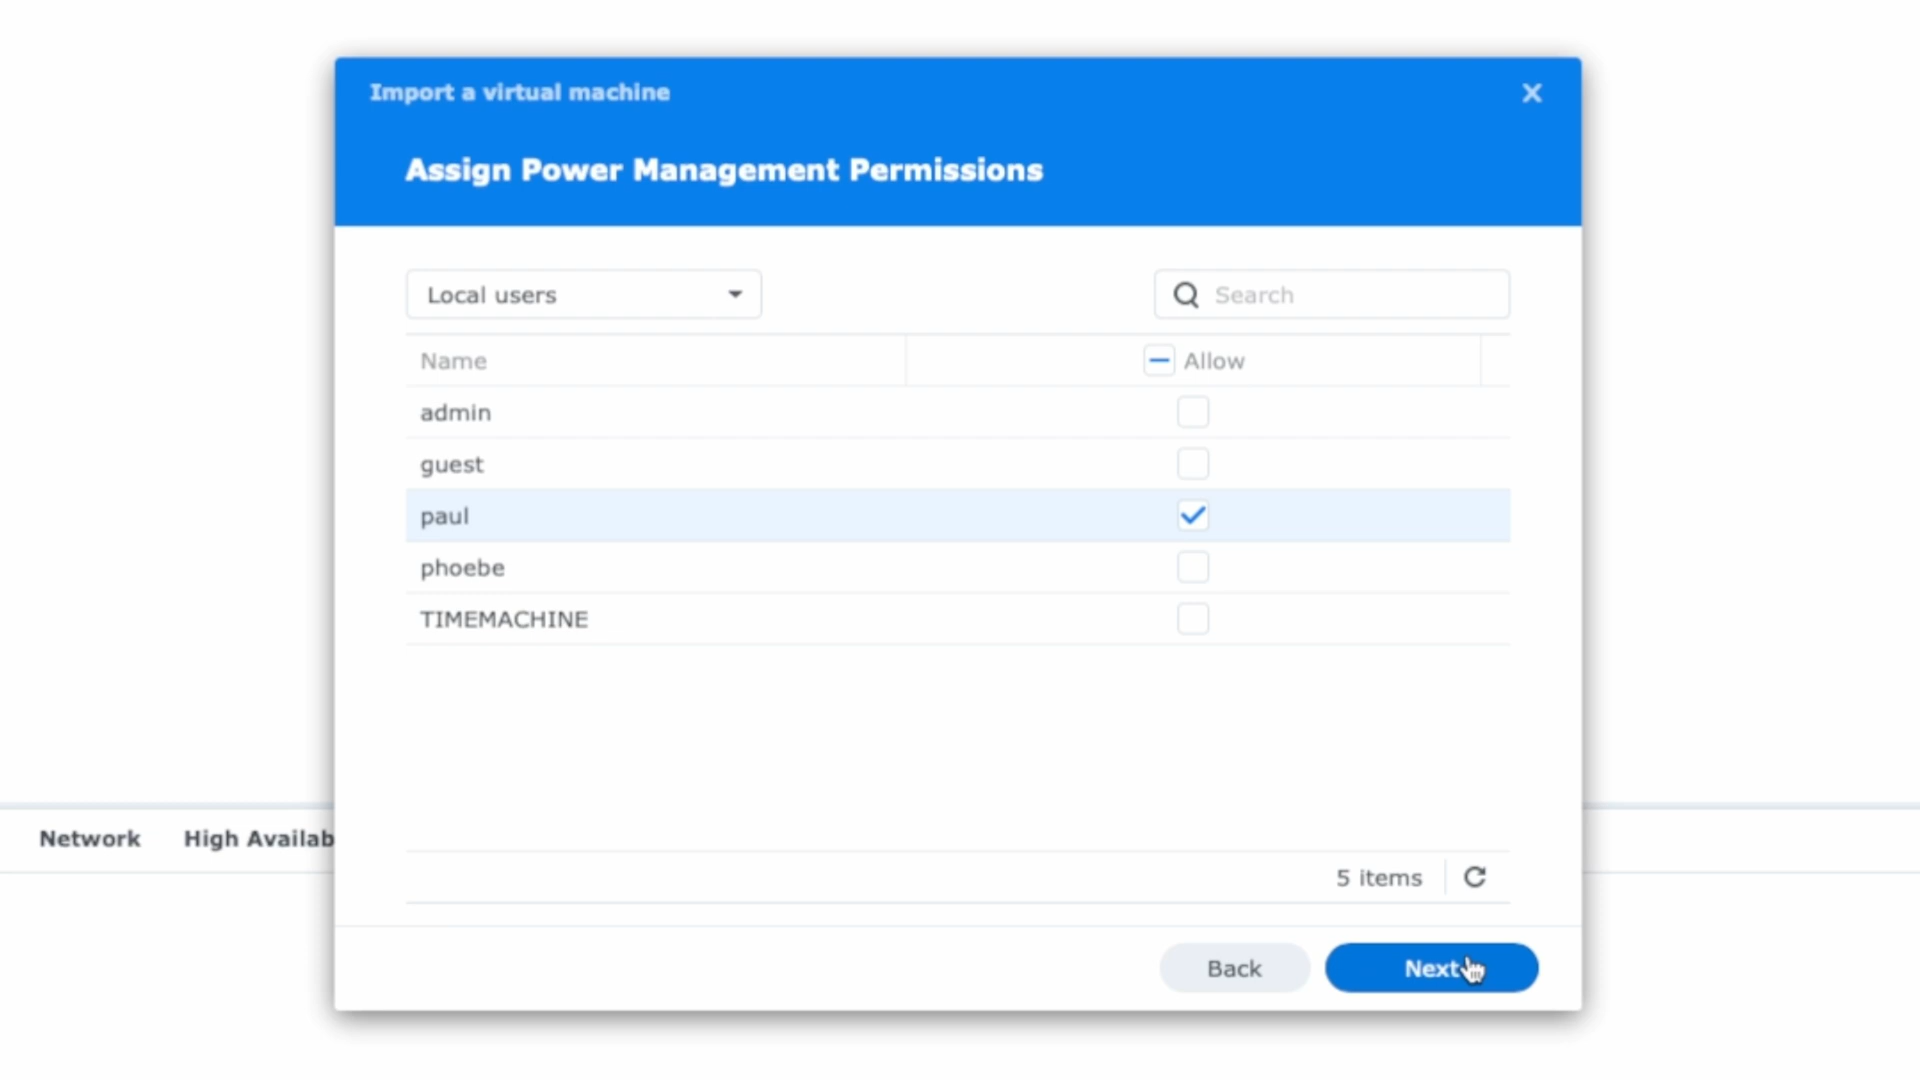 Import a virtual machine
Assign Power Management Permissions
Local users
Search
Name
Allow
admin
guest
paul
phoebe
TIMEMACHINE
Network
High Availab
5 items
Back
Next